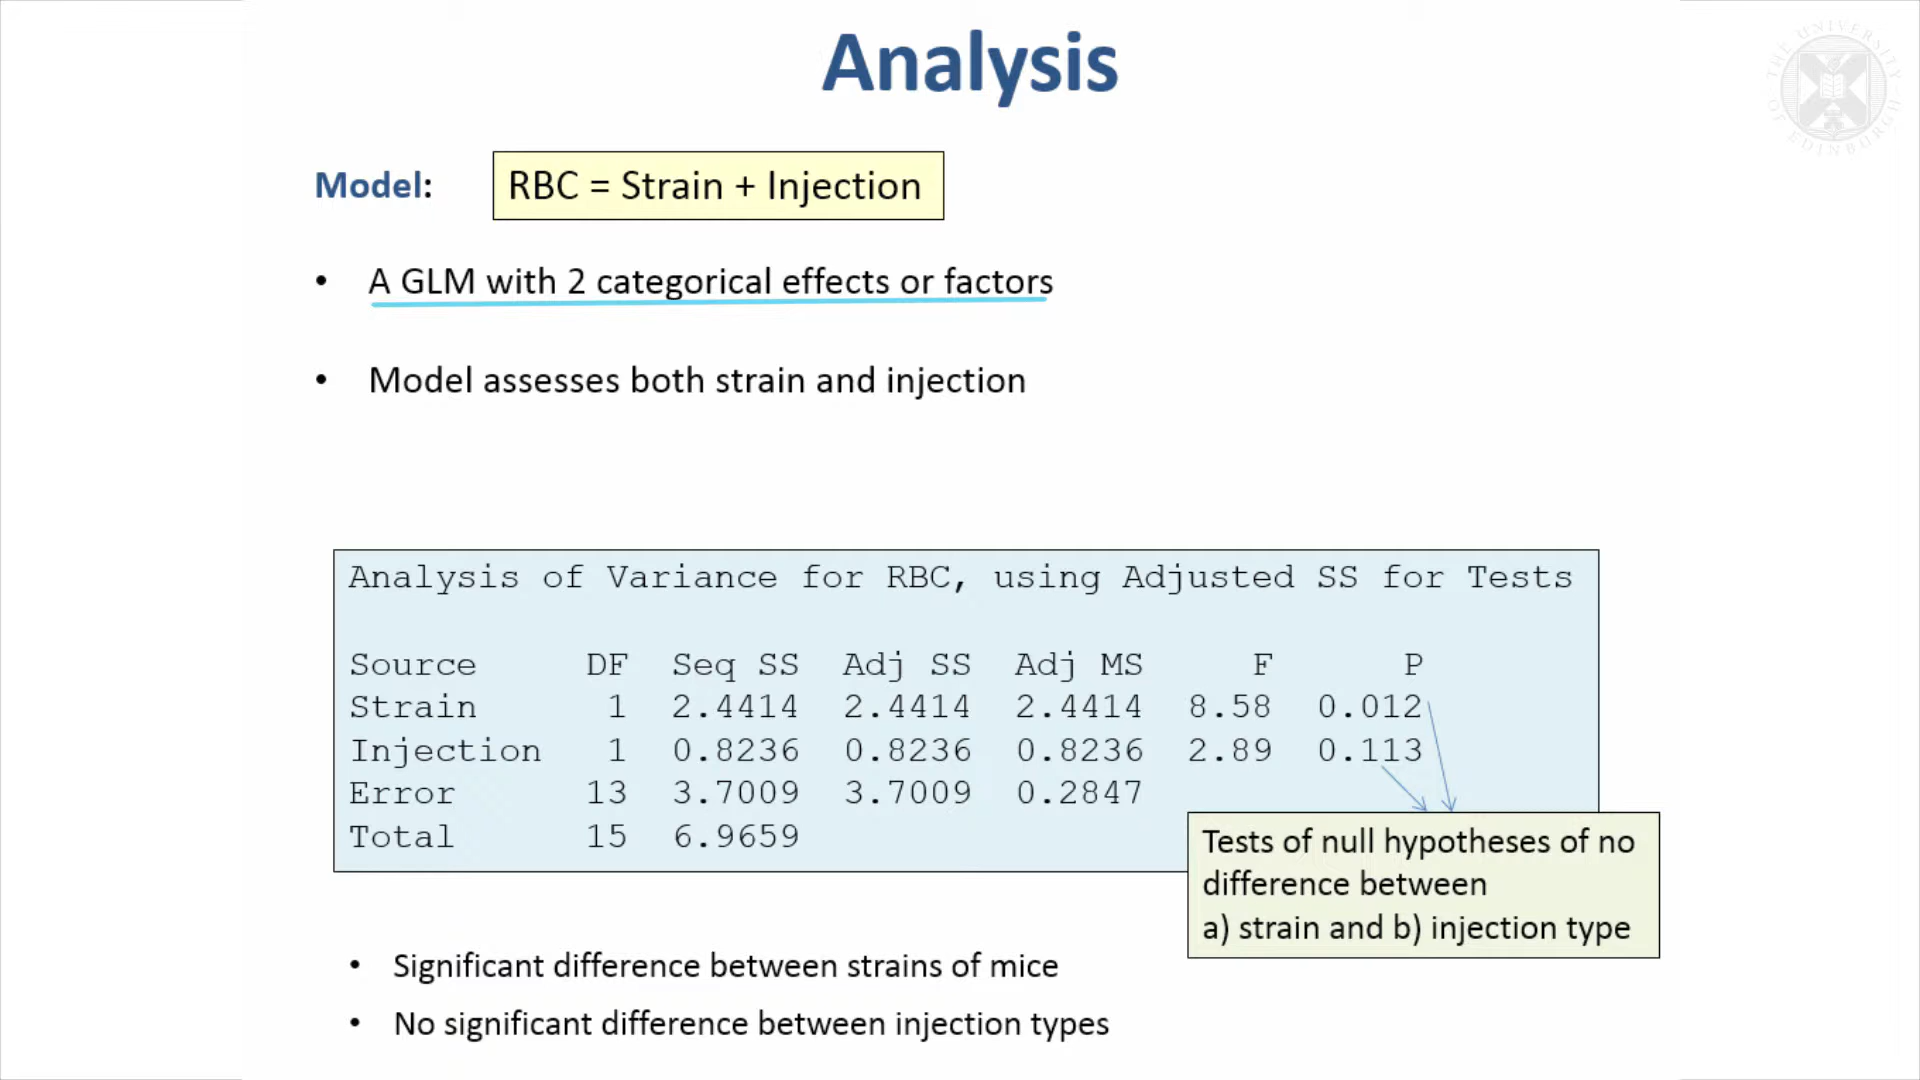 Analysis
THE UNIVERSITY OF EDINBURGH
Model: RBC = Strain + Injection
• A GLM with 2 categorical effects or factors
• Model assesses both strain and injection
Analysis of Variance for RBC, using Adjusted SS for Tests
Source DF Seq SS Adj SS Adj MS F P
Strain 1 2.4414 2.4414 2.4414 8.58 0.012
Injection 1 0.8236 0.8236 0.8236 2.89 0.113
Error 13 3.7009 3.7009 0.2847
Total 15 6.9659
Tests of null hypotheses of no
difference between
a) strain and b) injection type
• Significant difference between strains of mice
• No significant difference between injection types